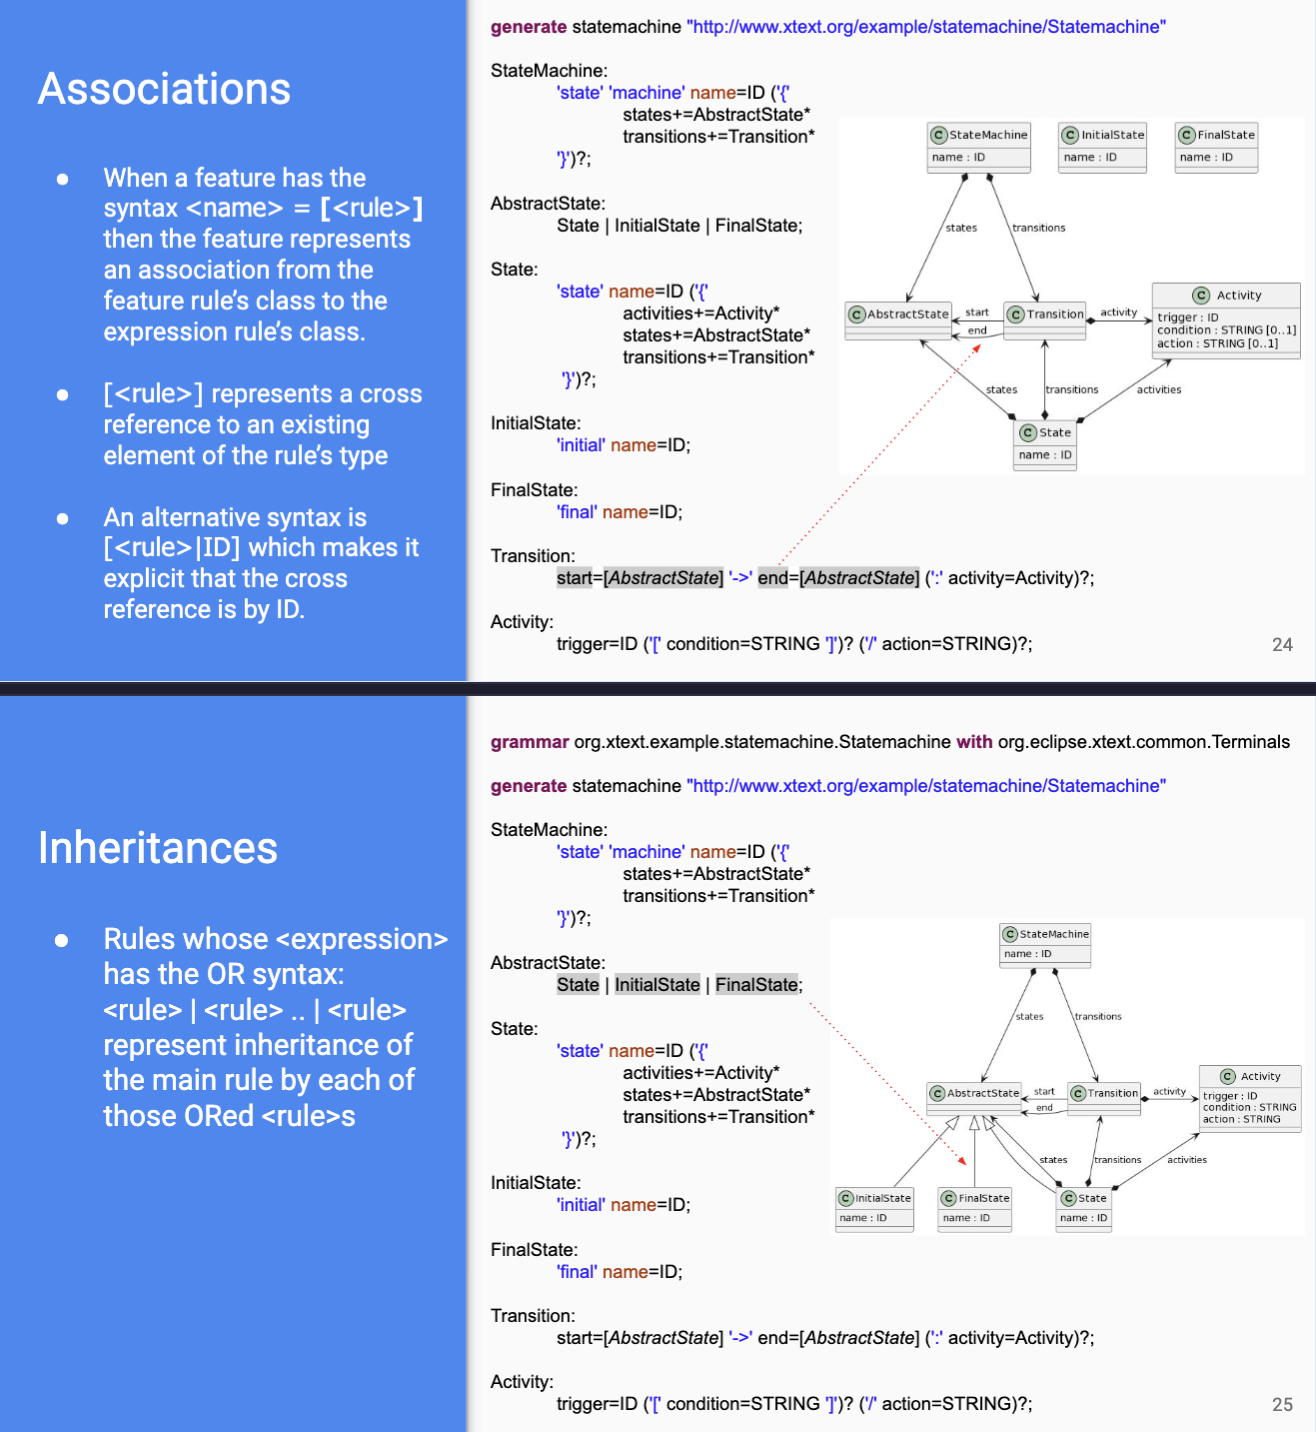 Associations
● When a feature has the
syntax <name> = [<rule>]
then the feature represents
an association from the
feature rule's class to the
expression rule's class.
● [<rule>] represents a cross
reference to an existing
element of the rule's type
● An alternative syntax is
[<rule>|ID] which makes it
explicit that the cross
reference is by ID.
generate statemachine "http://www.xtext.org/example/statemachine/Statemachine"
StateMachine:
'state' 'machine' name=ID ('{'
states+=AbstractState*
transitions+=Transition*
'}')?;
AbstractState:
State | InitialState | FinalState;
State:
'state' name=ID ('{'
activities+=Activity*
states+=AbstractState*
transitions+=Transition*
'}')?;
InitialState:
'initial' name=ID;
FinalState:
'final' name=ID;
Transition:
start=[AbstractState] '->' end=[AbstractState] (':' activity=Activity)?;
Activity:
trigger=ID ('[' condition=STRING ']')? ('/' action=STRING)?;
C StateMachine
name : ID
C InitialState
name : ID
C FinalState
name : ID
states
transitions
C AbstractState
start
end
C Transition
activity
C Activity
trigger : ID
condition : STRING [0..1]
action : STRING [0..1]
states
transitions
activities
C State
name : ID
24
Inheritances
● Rules whose <expression>
has the OR syntax:
<rule> | <rule> .. | <rule>
represent inheritance of
the main rule by each of
those ORed <rule>s
grammar org.xtext.example.statemachine.Statemachine with org.eclipse.xtext.common.Terminals
generate statemachine "http://www.xtext.org/example/statemachine/Statemachine"
StateMachine:
'state' 'machine' name=ID ('{'
states+=AbstractState*
transitions+=Transition*
'}')?;
AbstractState:
State | InitialState | FinalState;
State:
'state' name=ID ('{'
activities+=Activity*
states+=AbstractState*
transitions+=Transition*
'}')?;
InitialState:
'initial' name=ID;
FinalState:
'final' name=ID;
Transition:
start=[AbstractState] '->' end=[AbstractState] (':' activity=Activity)?;
Activity:
trigger=ID ('[' condition=STRING ']')? ('/' action=STRING)?;
C StateMachine
name : ID
states
transitions
C AbstractState
start
end
C Transition
activity
C Activity
trigger : ID
condition : STRING
action : STRING
states
transitions
activities
C InitialState
name : ID
C FinalState
name : ID
C State
name : ID
25